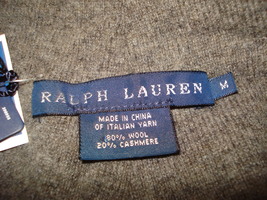 RALPH LAUREN
M
MADE IN CHINA
OF ITALIAN YARN
80% WOOL
20% CASHMERE